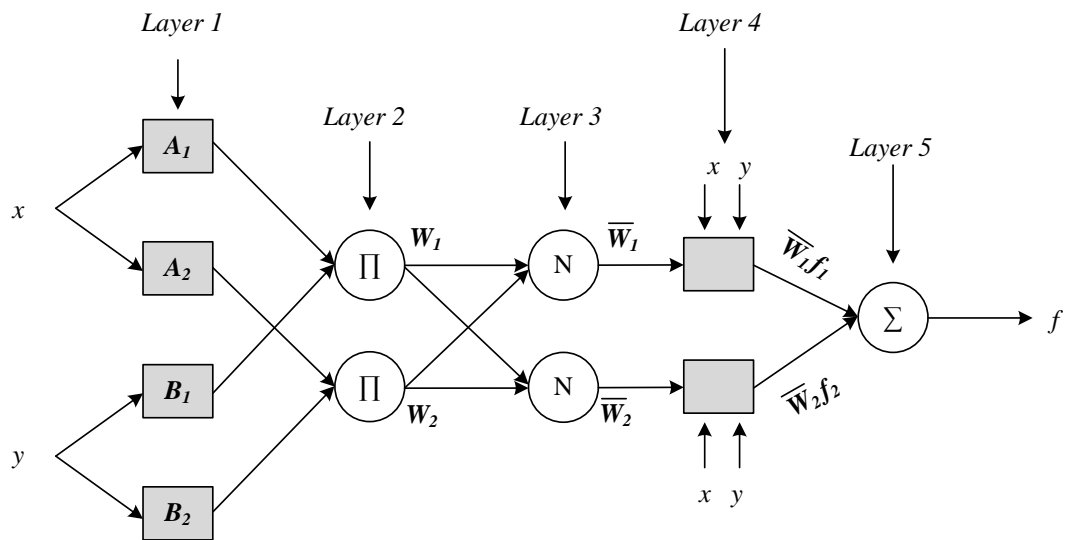 Layer 1
Layer 4
Layer 2
Layer 3
Layer 5
A₁
x y
x
W₁
W̅₁
W̅₁f₁
A₂
∏
N
∑
f
B₁
∏
N
W₂
W̅₂
W̅₂f₂
y
x y
B₂